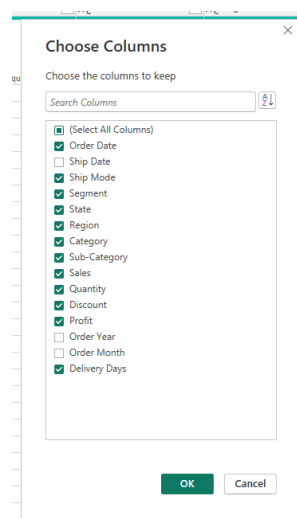 Choose Columns
Choose the columns to keep
Search Columns
(Select All Columns)
Order Date
Ship Date
Ship Mode
Segment
State
Region
Category
Sub-Category
Sales
Quantity
Discount
Profit
Order Year
Order Month
Delivery Days
OK Cancel